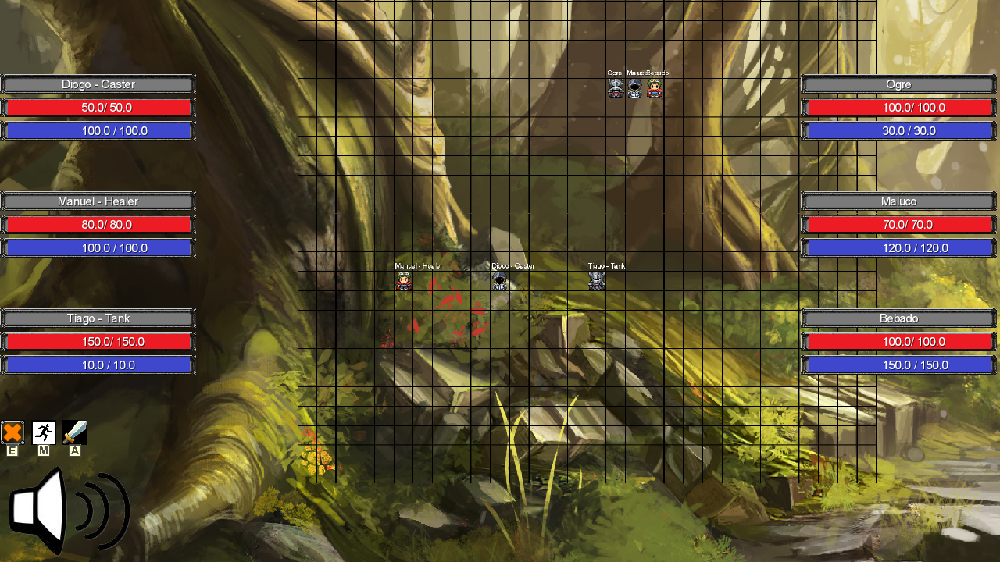 Diogo - Caster
50.0/ 50.0
100.0 / 100.0
Manuel - Healer
80.0/ 80.0
100.0 / 100.0
Tiago - Tank
150.0/ 150.0
10.0 / 10.0
E M A
Ogre Maluco Bebado
Manuel - Healer Diogo - Caster Tiago - Tank
Ogre
100.0/ 100.0
30.0 / 30.0
Maluco
70.0/ 70.0
120.0 / 120.0
Bebado
100.0/ 100.0
150.0 / 150.0